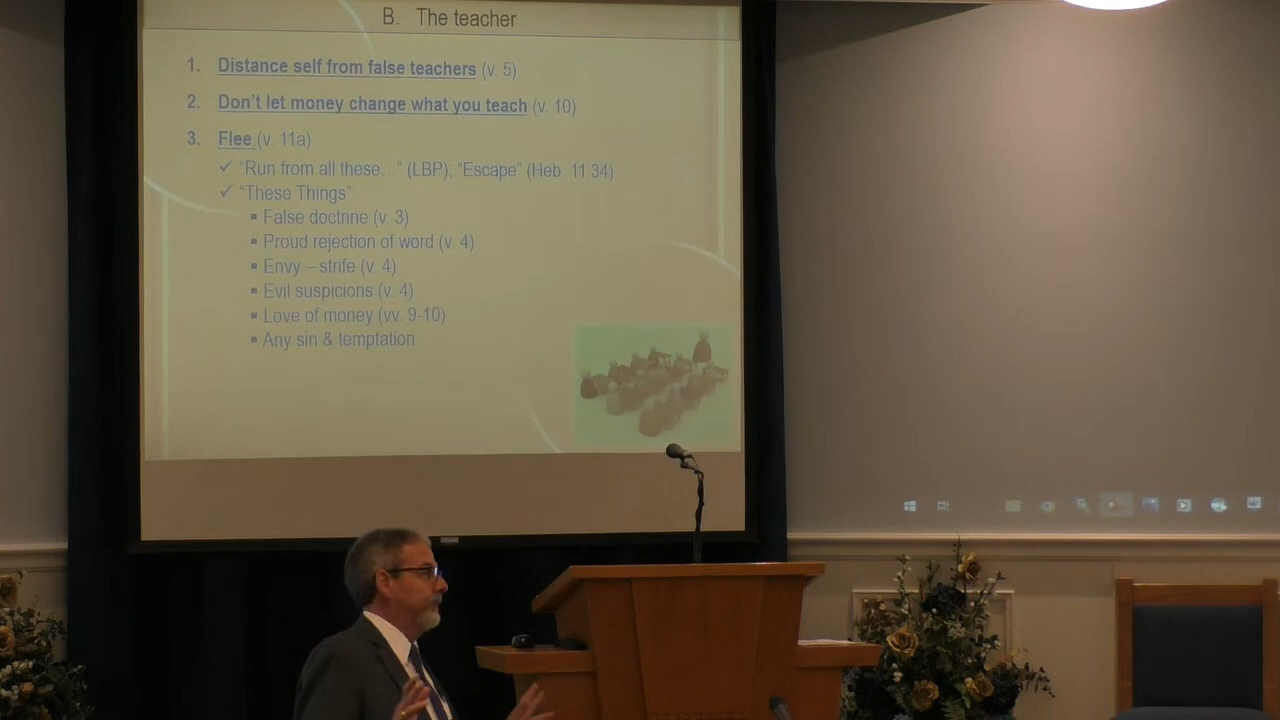 B. The teacher
1. Distance self from false teachers (v. 5)
2. Don't let money change what you teach (v. 10)
3. Flee (v. 11a)
✓ "Run from all these…" (LBP), "Escape" (Heb. 11:34)
✓ "These Things":
▪ False doctrine (v. 3)
▪ Proud rejection of word (v. 4)
▪ Envy – strife (v. 4)
▪ Evil suspicions (v. 4)
▪ Love of money (vv. 9-10)
▪ Any sin & temptation